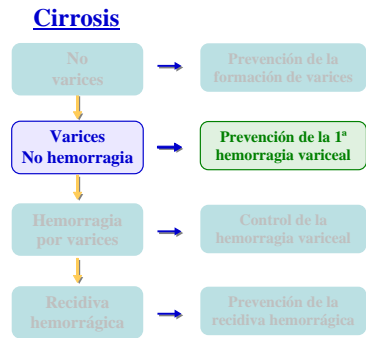 Cirrosis
No
varices
Prevención de la
formación de varices
Varices
No hemorragia
Prevención de la 1ª
hemorragia variceal
Hemorragia
por varices
Control de la
hemorragia variceal
Recidiva
hemorrágica
Prevención de la
recidiva hemorrágica